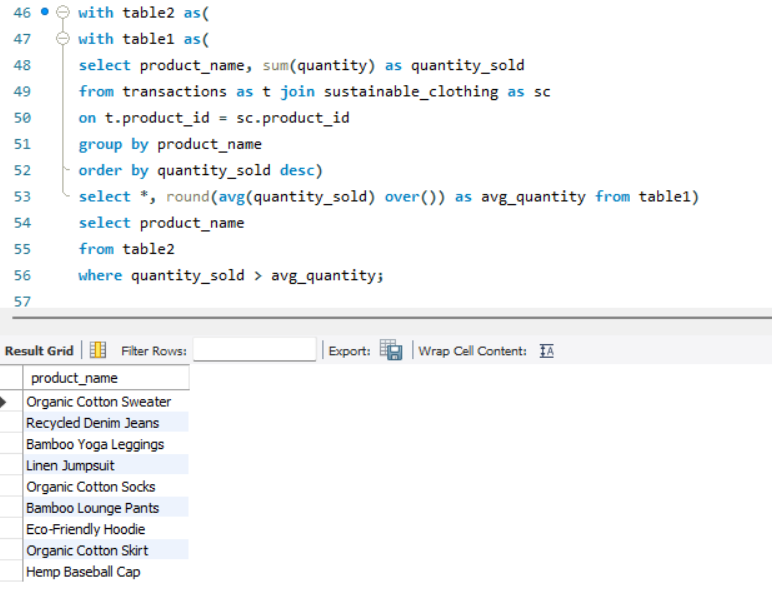 46 with table2 as(
47 with table1 as(
48 select product_name, sum(quantity) as quantity_sold
49 from transactions as t join sustainable_clothing as sc
50 on t.product_id = sc.product_id
51 group by product_name
52 order by quantity_sold desc)
53 select *, round(avg(quantity_sold) over()) as avg_quantity from table1)
54 select product_name
55 from table2
56 where quantity_sold > avg_quantity;
57
Result Grid Filter Rows: Export: Wrap Cell Content: IA
product_name
Organic Cotton Sweater
Recycled Denim Jeans
Bamboo Yoga Leggings
Linen Jumpsuit
Organic Cotton Socks
Bamboo Lounge Pants
Eco-Friendly Hoodie
Organic Cotton Skirt
Hemp Baseball Cap